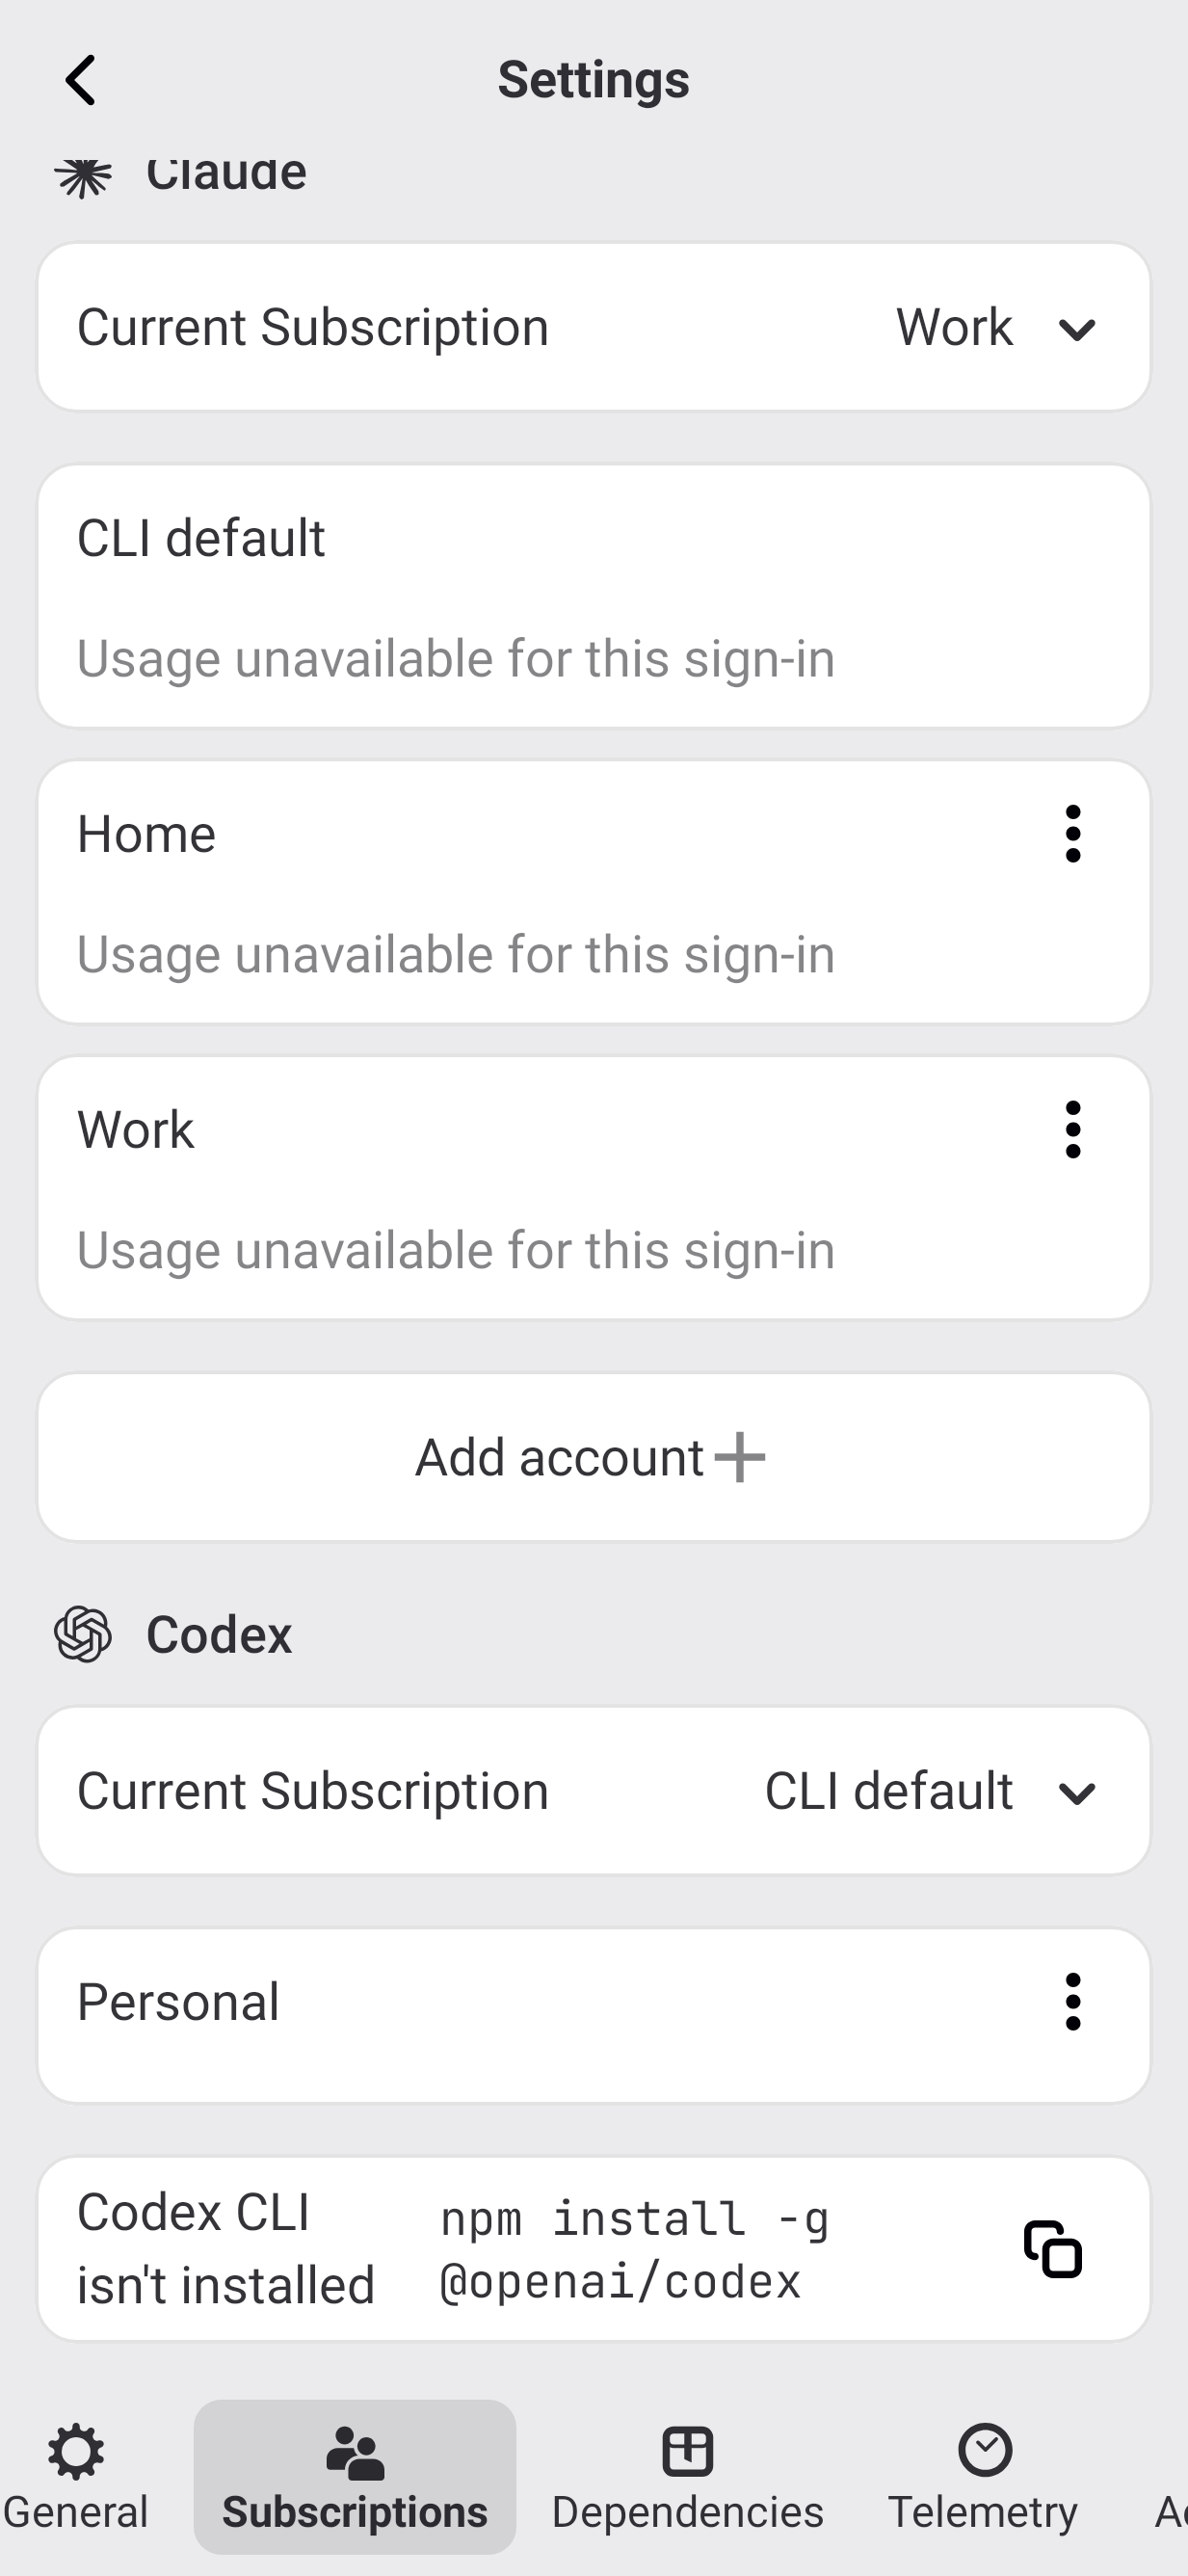 Settings
Claude
Current Subscription Work
CLI default
Usage unavailable for this sign-in
Home
Usage unavailable for this sign-in
Work
Usage unavailable for this sign-in
Add account
Codex
Current Subscription CLI default
Personal
Codex CLI
isn't installed
npm install -g
@openai/codex
General Subscriptions Dependencies Telemetry